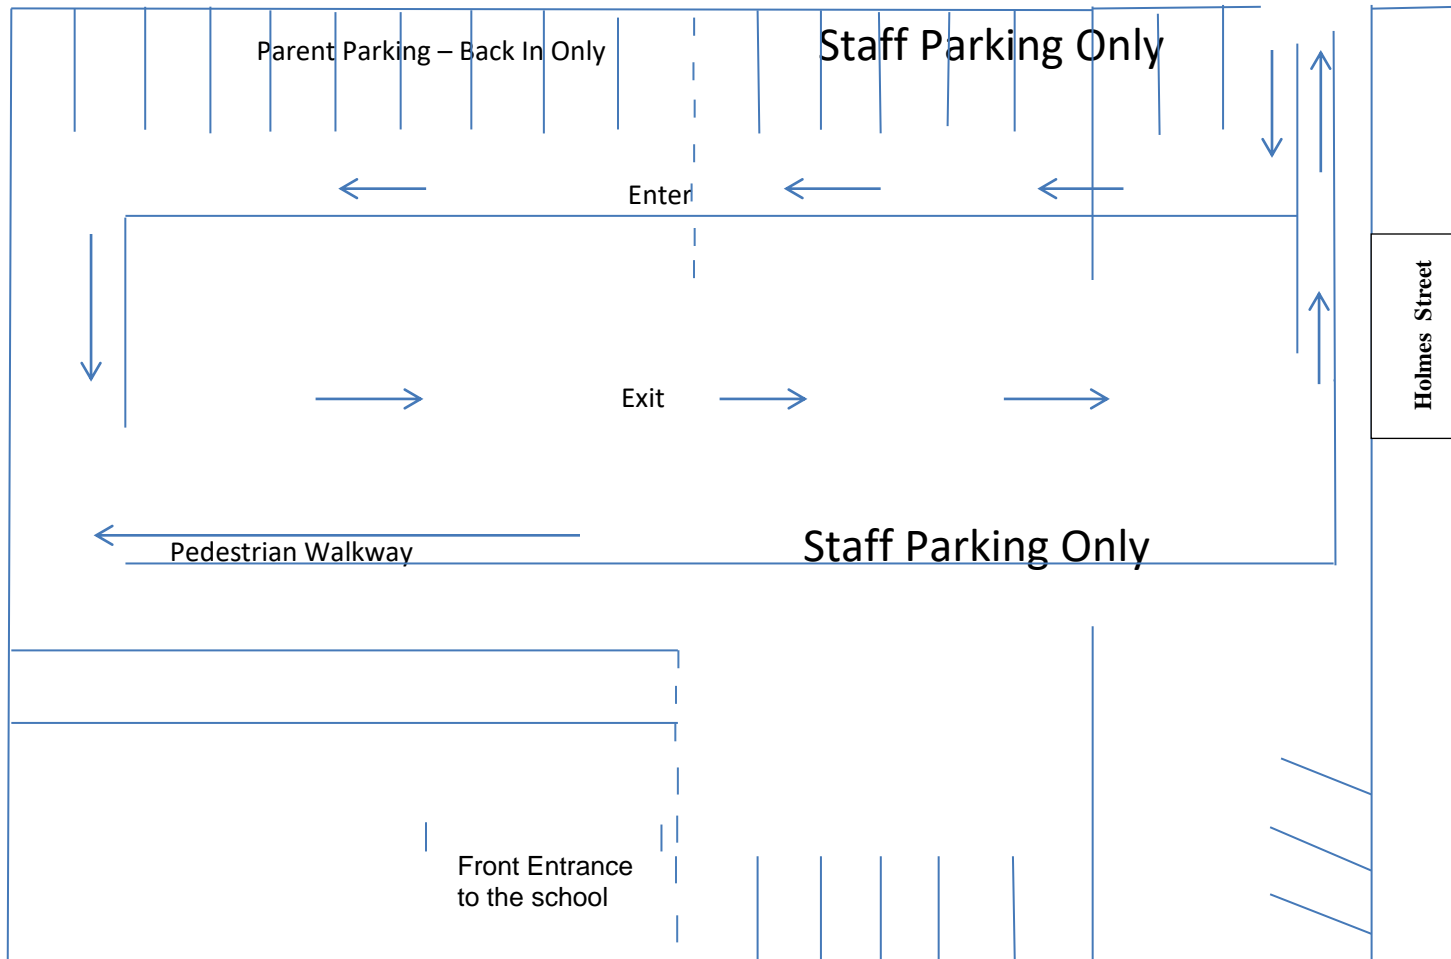 Parent Parking – Back In Only
Staff Parking Only
Enter
Holmes Street
Exit
Pedestrian Walkway
Staff Parking Only
Front Entrance
to the school